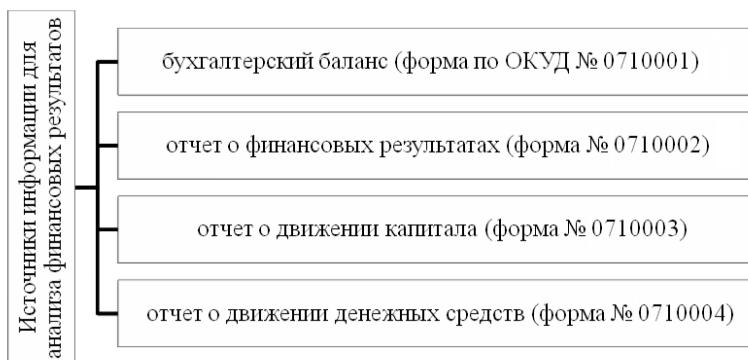 Источники информации для
анализа финансовых результатов
бухгалтерский баланс (форма по ОКУД № 0710001)
отчет о финансовых результатах (форма № 0710002)
отчет о движении капитала (форма № 0710003)
отчет о движении денежных средств (форма № 0710004)